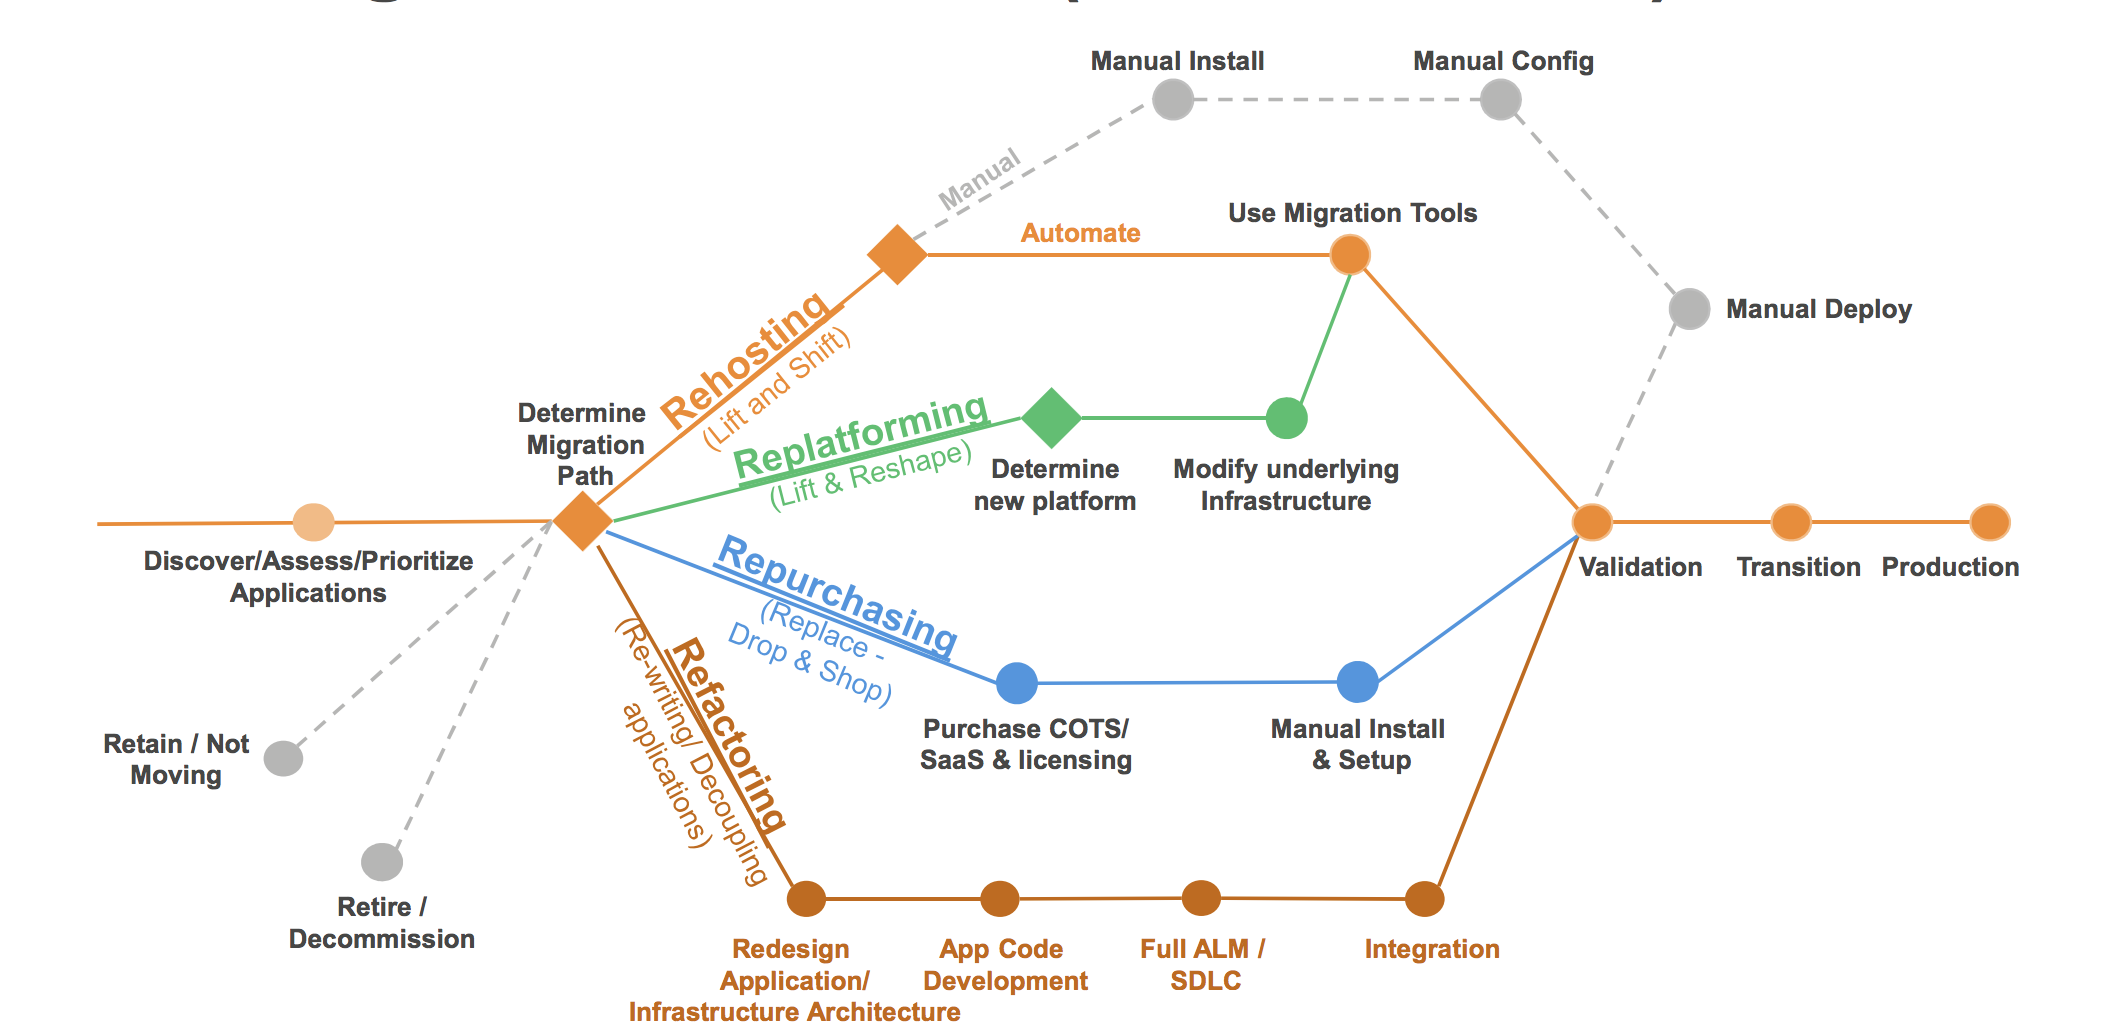 Manual Install
Manual Config
Manual
Use Migration Tools
Automate
Manual Deploy
Rehosting
(Lift and Shift)
Determine
Migration
Path
Replatforming
(Lift & Reshape)
Determine
new platform
Modify underlying
Infrastructure
Discover/Assess/Prioritize
Applications
Repurchasing
(Replace -
Drop & Shop)
Validation
Transition
Production
Refactoring
(Re-writing/ Decoupling
applications)
Retain / Not
Moving
Purchase COTS/
SaaS & licensing
Manual Install
& Setup
Retire /
Decommission
Redesign
Application/
Infrastructure Architecture
App Code
Development
Full ALM /
SDLC
Integration